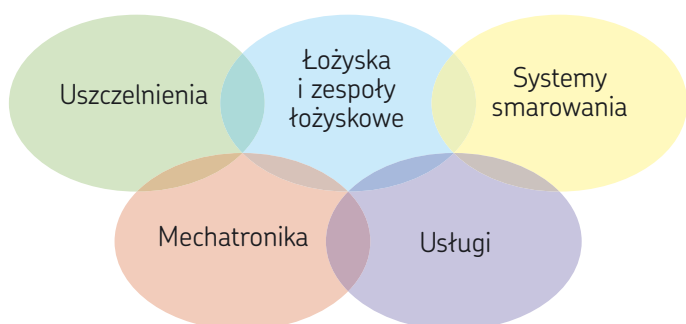 Uszczelnienia
Łożyska
i zespoły
łożyskowe
Systemy
smarowania
Mechatronika
Usługi